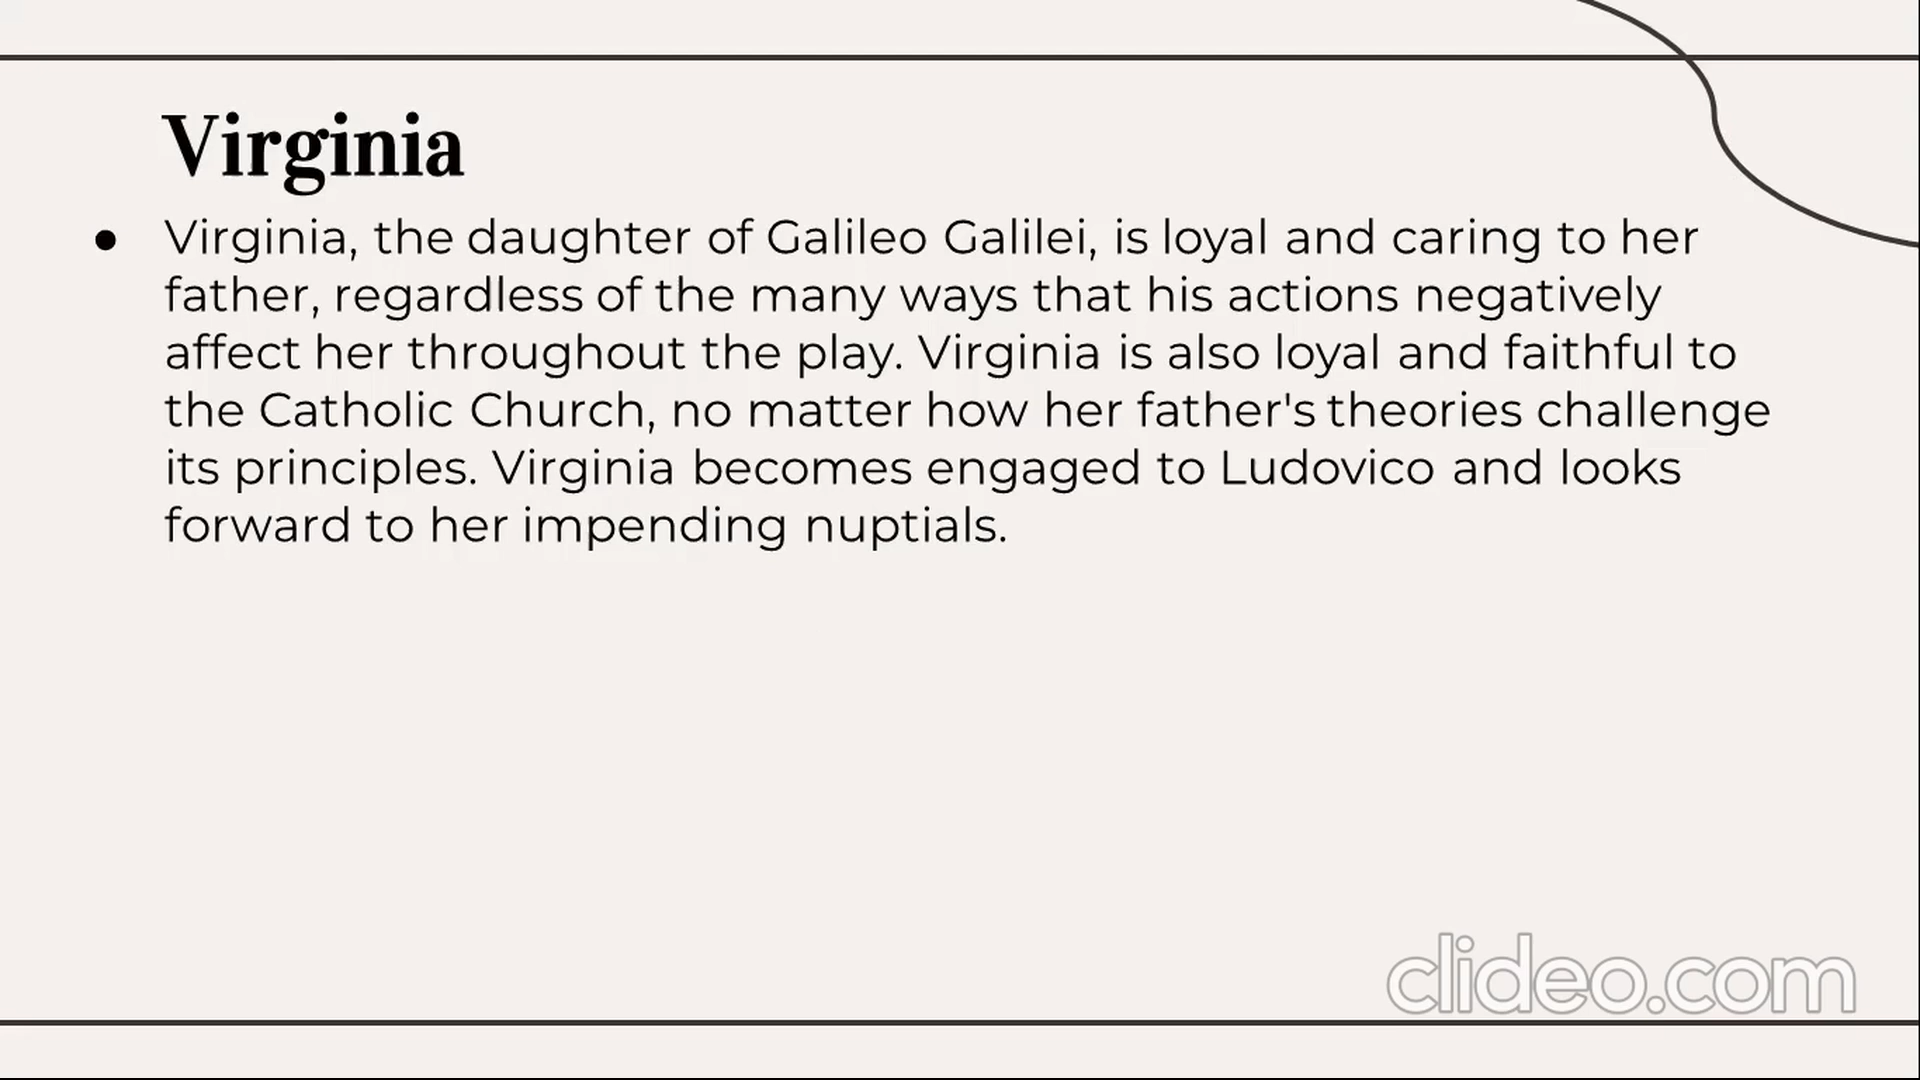 Virginia
● Virginia, the daughter of Galileo Galilei, is loyal and caring to her
father, regardless of the many ways that his actions negatively
affect her throughout the play. Virginia is also loyal and faithful to
the Catholic Church, no matter how her father's theories challenge
its principles. Virginia becomes engaged to Ludovico and looks
forward to her impending nuptials.
clideo.com